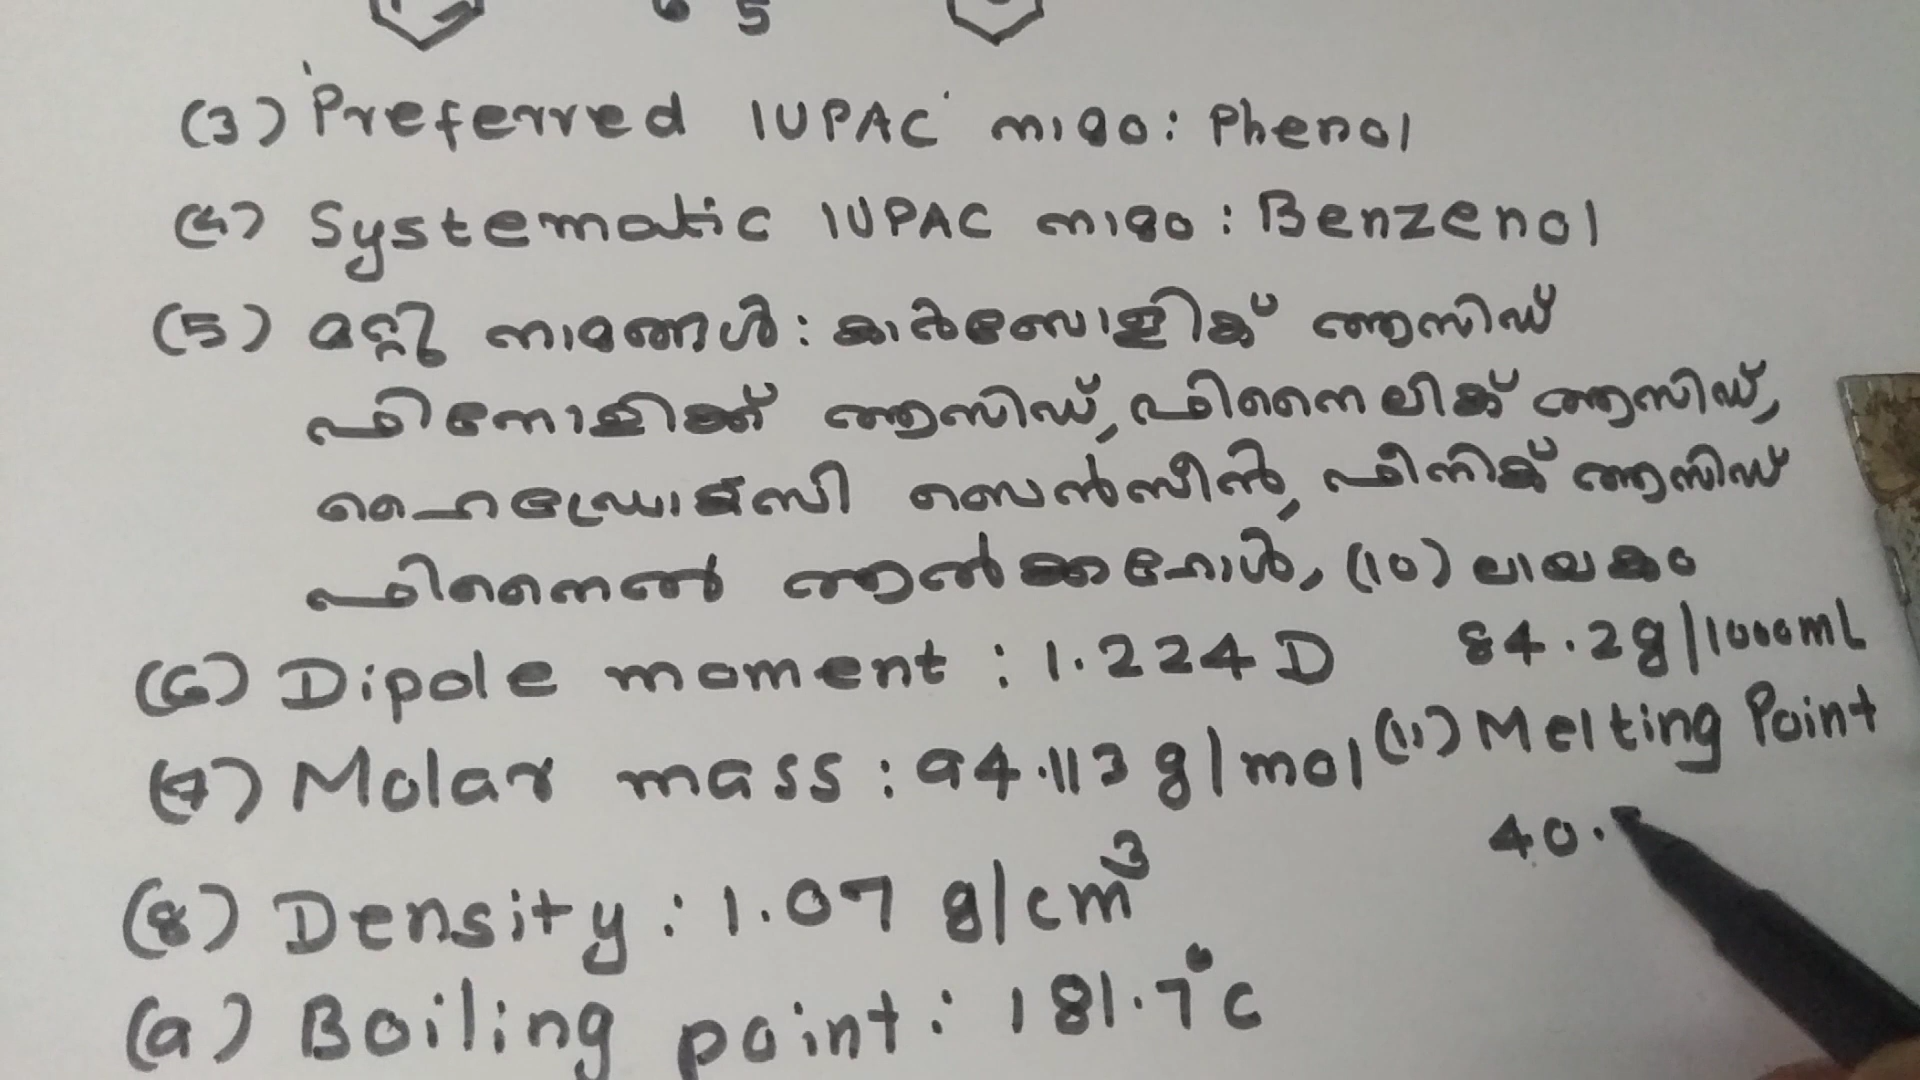 6 5
(3) Preferred IUPAC നാമം: Phenol
(4) Systematic IUPAC നാമം: Benzenol
(5) മറ്റു നാമങ്ങൾ: കാർബോളിക് ആസിഡ്
ഫിനോളിക്ക് ആസിഡ്, ഫിനൈലിക് ആസിഡ്,
ഹൈഡ്രോക്സി ബെൻസീൻ, ഫിനിക് ആസിഡ്
ഫിനൈൽ ആൽക്കഹോൾ,
(6) Dipole moment: 1.224 D
(7) Molar mass: 94.113 g/mol
(8) Density: 1.07 g/cm³
(9) Boiling point: 181.7°C
(10) ലായകം
84.2g/1000mL
(11) Melting Point
40.